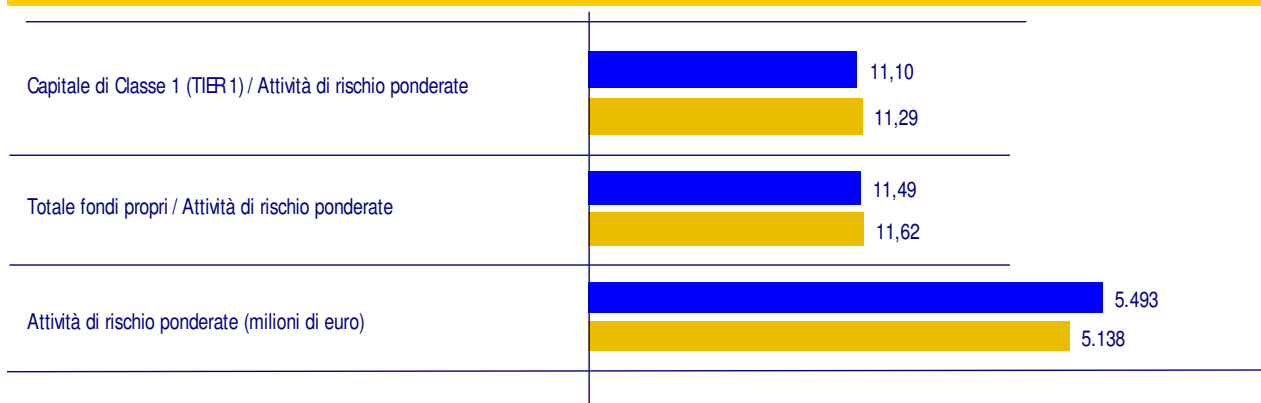 Capitale di Classe 1 (TIER 1) / Attività di rischio ponderate
11,10
11,29
Totale fondi propri / Attività di rischio ponderate
11,49
11,62
Attività di rischio ponderate (milioni di euro)
5.493
5.138